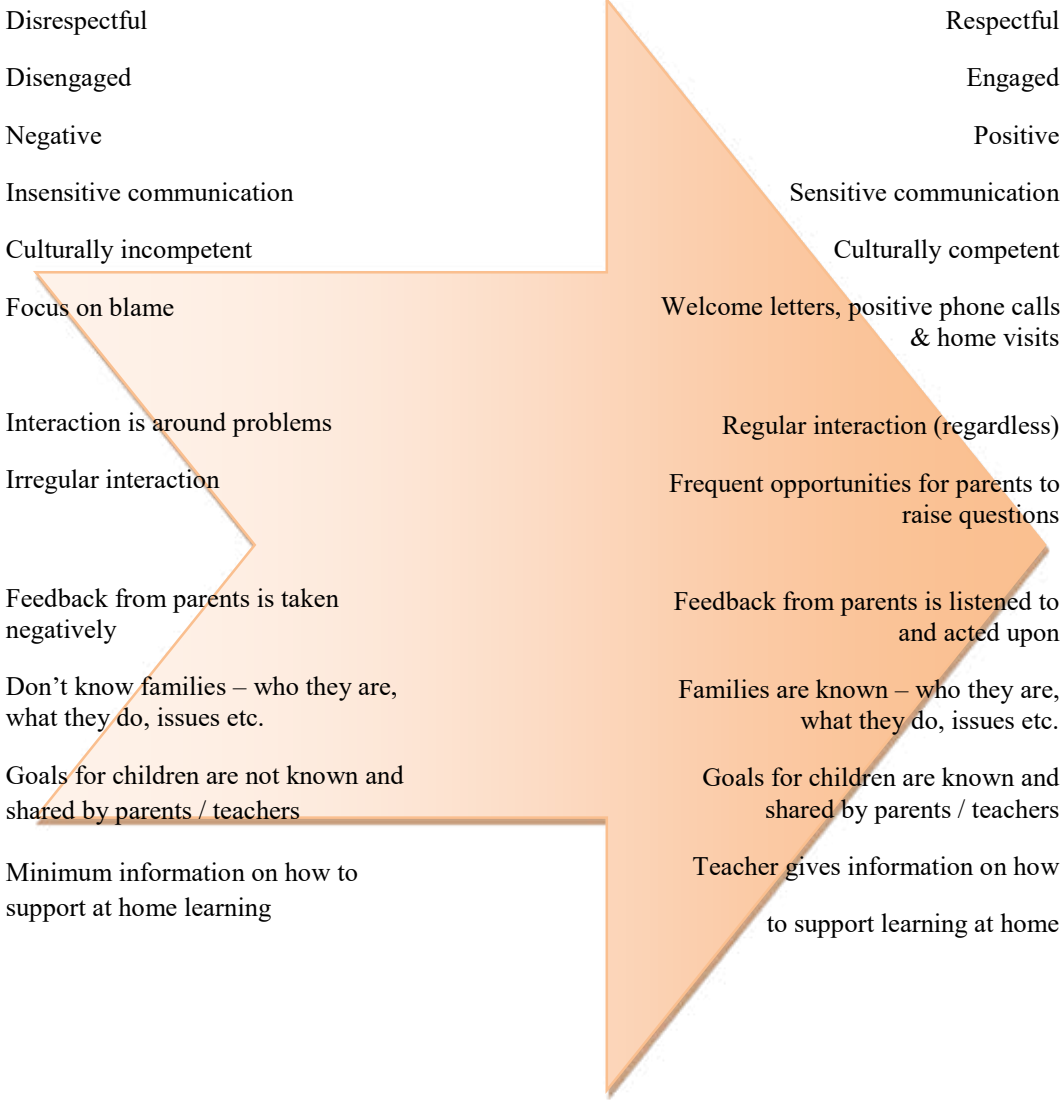 Disrespectful
Disengaged
Negative
Insensitive communication
Culturally incompetent
Focus on blame
Interaction is around problems
Irregular interaction
Feedback from parents is taken
negatively
Don’t know families – who they are,
what they do, issues etc.
Goals for children are not known and
shared by parents / teachers
Minimum information on how to
support at home learning
Respectful
Engaged
Positive
Sensitive communication
Culturally competent
Welcome letters, positive phone calls
& home visits
Regular interaction (regardless)
Frequent opportunities for parents to
raise questions
Feedback from parents is listened to
and acted upon
Families are known – who they are,
what they do, issues etc.
Goals for children are known and
shared by parents / teachers
Teacher gives information on how
to support learning at home